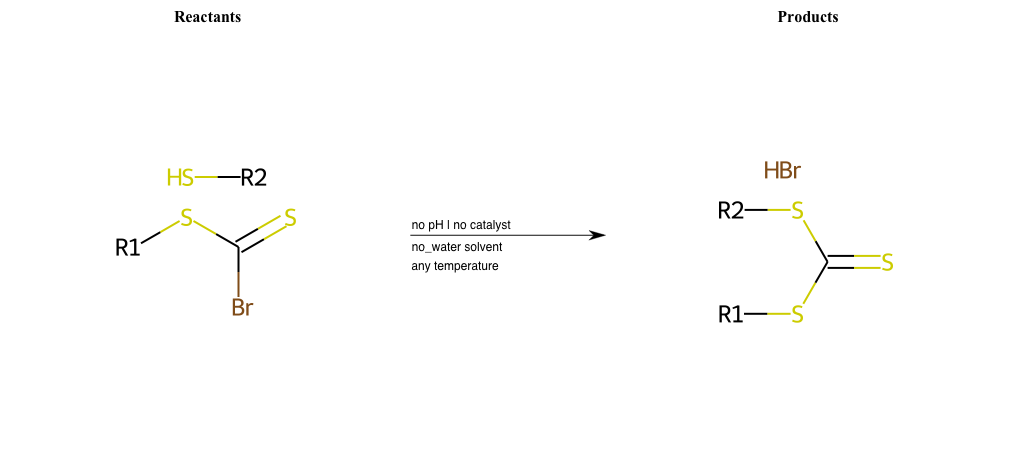 Reactants
Products
HS R2
S S
R1
Br
no pH | no catalyst
no_water solvent
any temperature
HBr
R2 S
S
R1 S